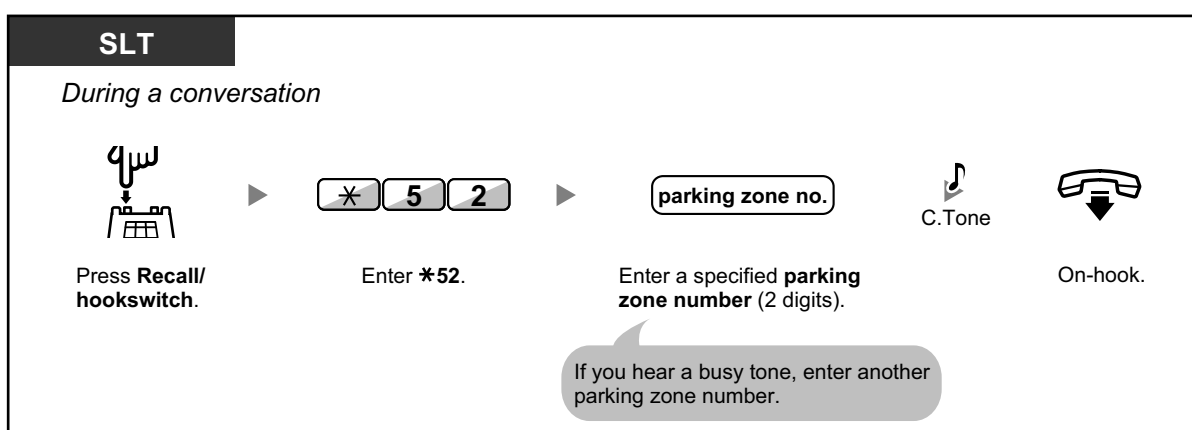 SLT
During a conversation
* 5 2
parking zone no.
C.Tone
Press Recall/
hookswitch.
Enter *52.
Enter a specified parking
zone number (2 digits).
On-hook.
If you hear a busy tone, enter another
parking zone number.